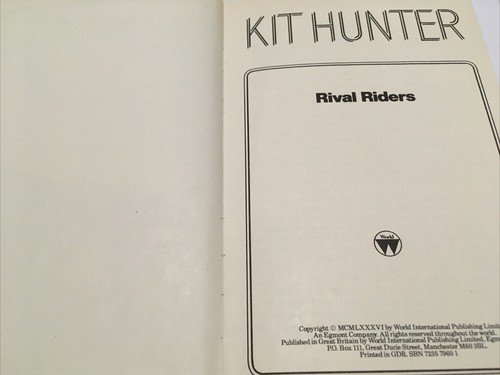 KIT HUNTER
Rival Riders
World
Copyright © MCMLXXXVI by World International Publishing Limite
An Egmont Company. All rights reserved throughout the world.
Published in Great Britain by World International Publishing Limited, Egmo
P.O. Box 111, Great Ducie Street, Manchester M60 3BL.
Printed in GDR. SBN 7235 7960 1